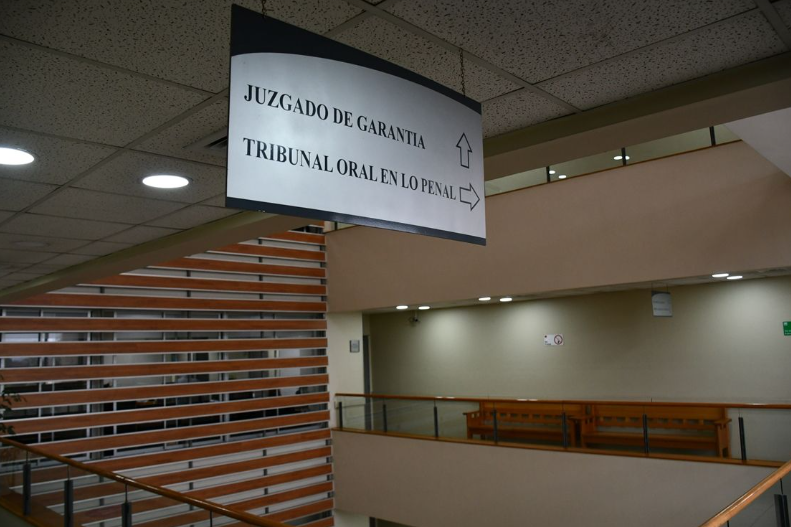 JUZGADO DE GARANTIA
TRIBUNAL ORAL EN LO PENAL